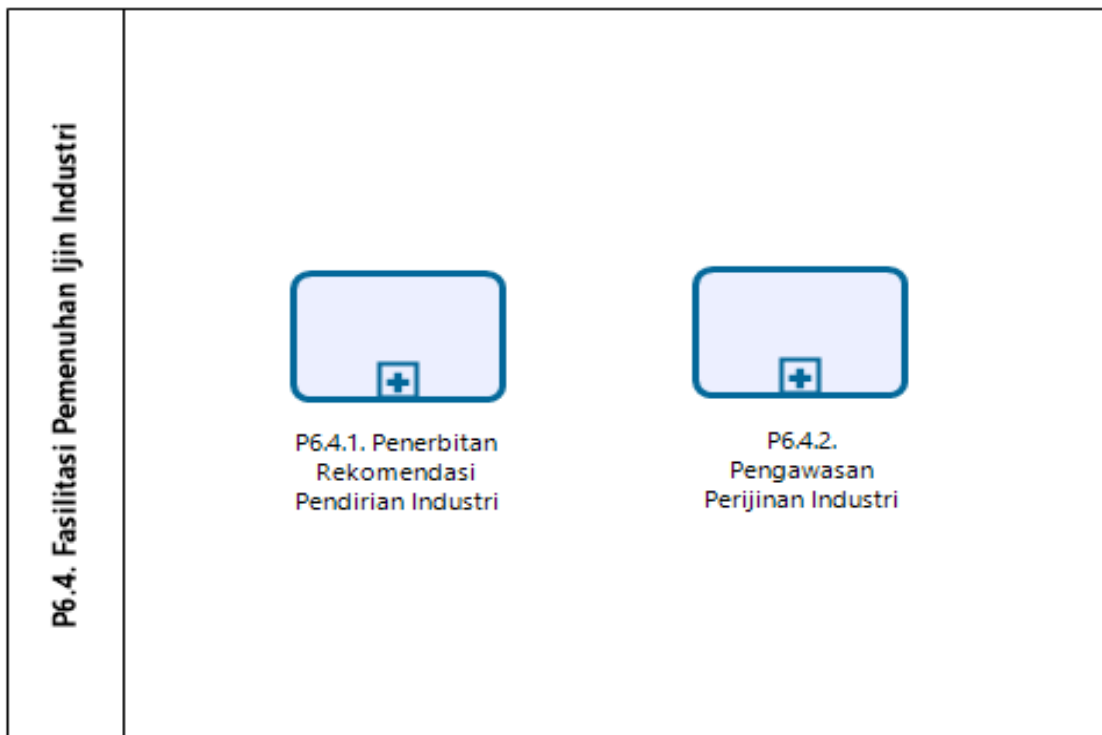 P6.4. Fasilitasi Pemenuhan Ijin Industri
P6.4.1. Penerbitan
Rekomendasi
Pendirian Industri
P6.4.2.
Pengawasan
Perijinan Industri